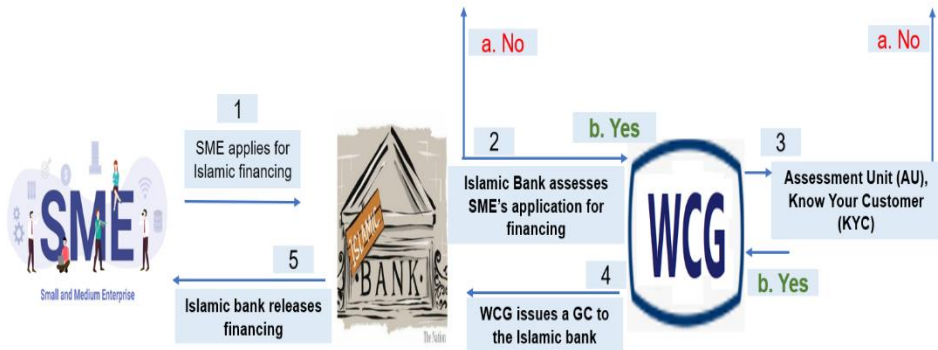 a. No
a. No
1
SME applies for
Islamic financing
2
b. Yes
3
Islamic Bank assesses
SME's application for
financing
Assessment Unit (AU),
Know Your Customer
(KYC)
SME
Small and Medium Enterprise
ISLAMIC
BANK
The Nation
WCG
b. Yes
5
Islamic bank releases
financing
4
WCG issues a GC to
the Islamic bank